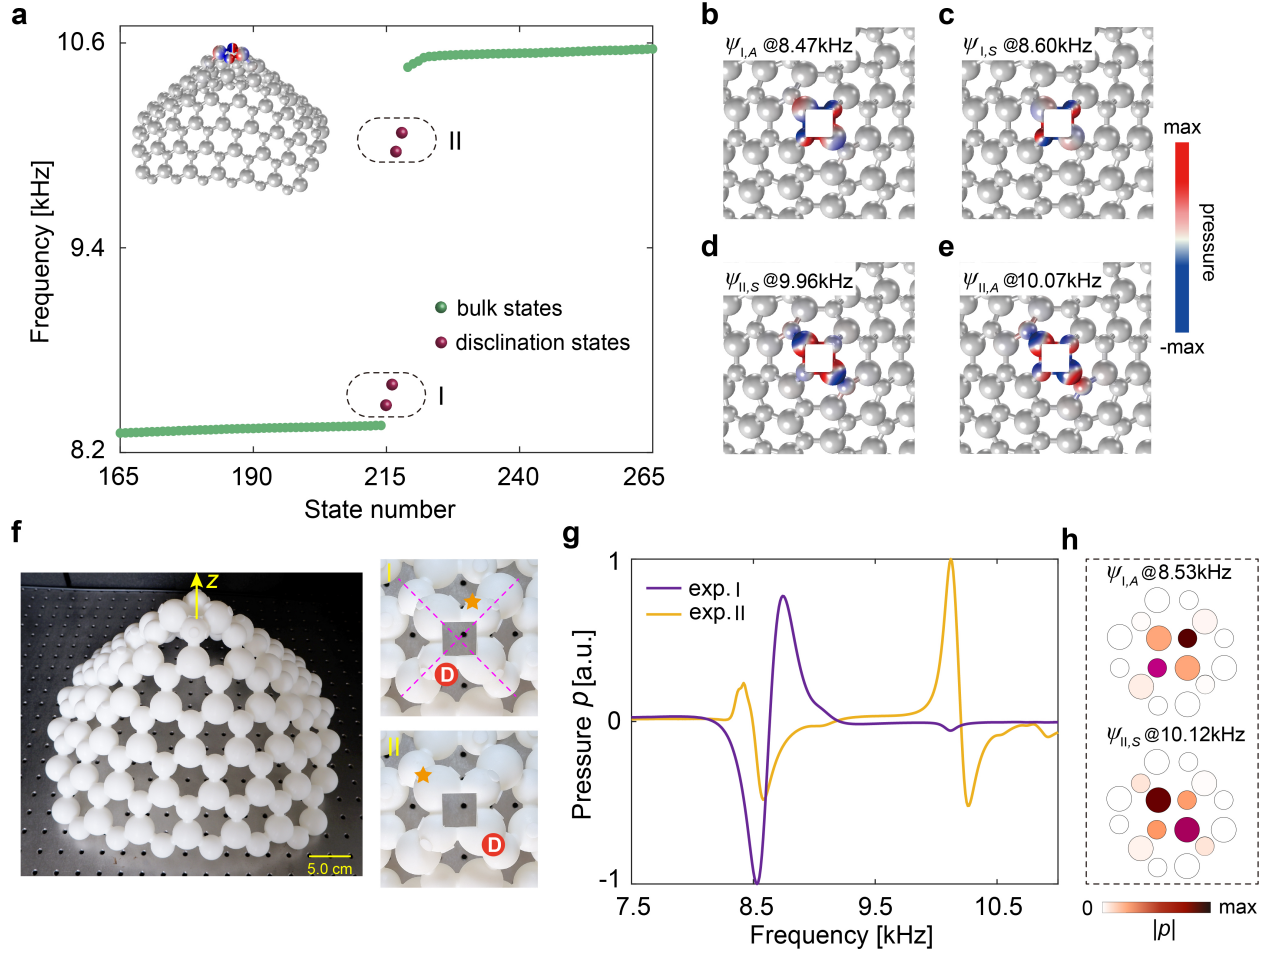 a
10.6
9.4
8.2
Frequency [kHz]
II
I
bulk states
disclination states
165
190
215
240
265
State number
b
ψI,A @8.47kHz
c
ψI,S @8.60kHz
d
ψII,S @9.96kHz
e
ψII,A @10.07kHz
max
pressure
-max
f
z
5.0 cm
I
D
II
D
g
1
0
-1
Pressure p [a.u.]
exp. I
exp. II
7.5
8.5
9.5
10.5
Frequency [kHz]
h
ψI,A @8.53kHz
ψII,S @10.12kHz
0
max
|p|